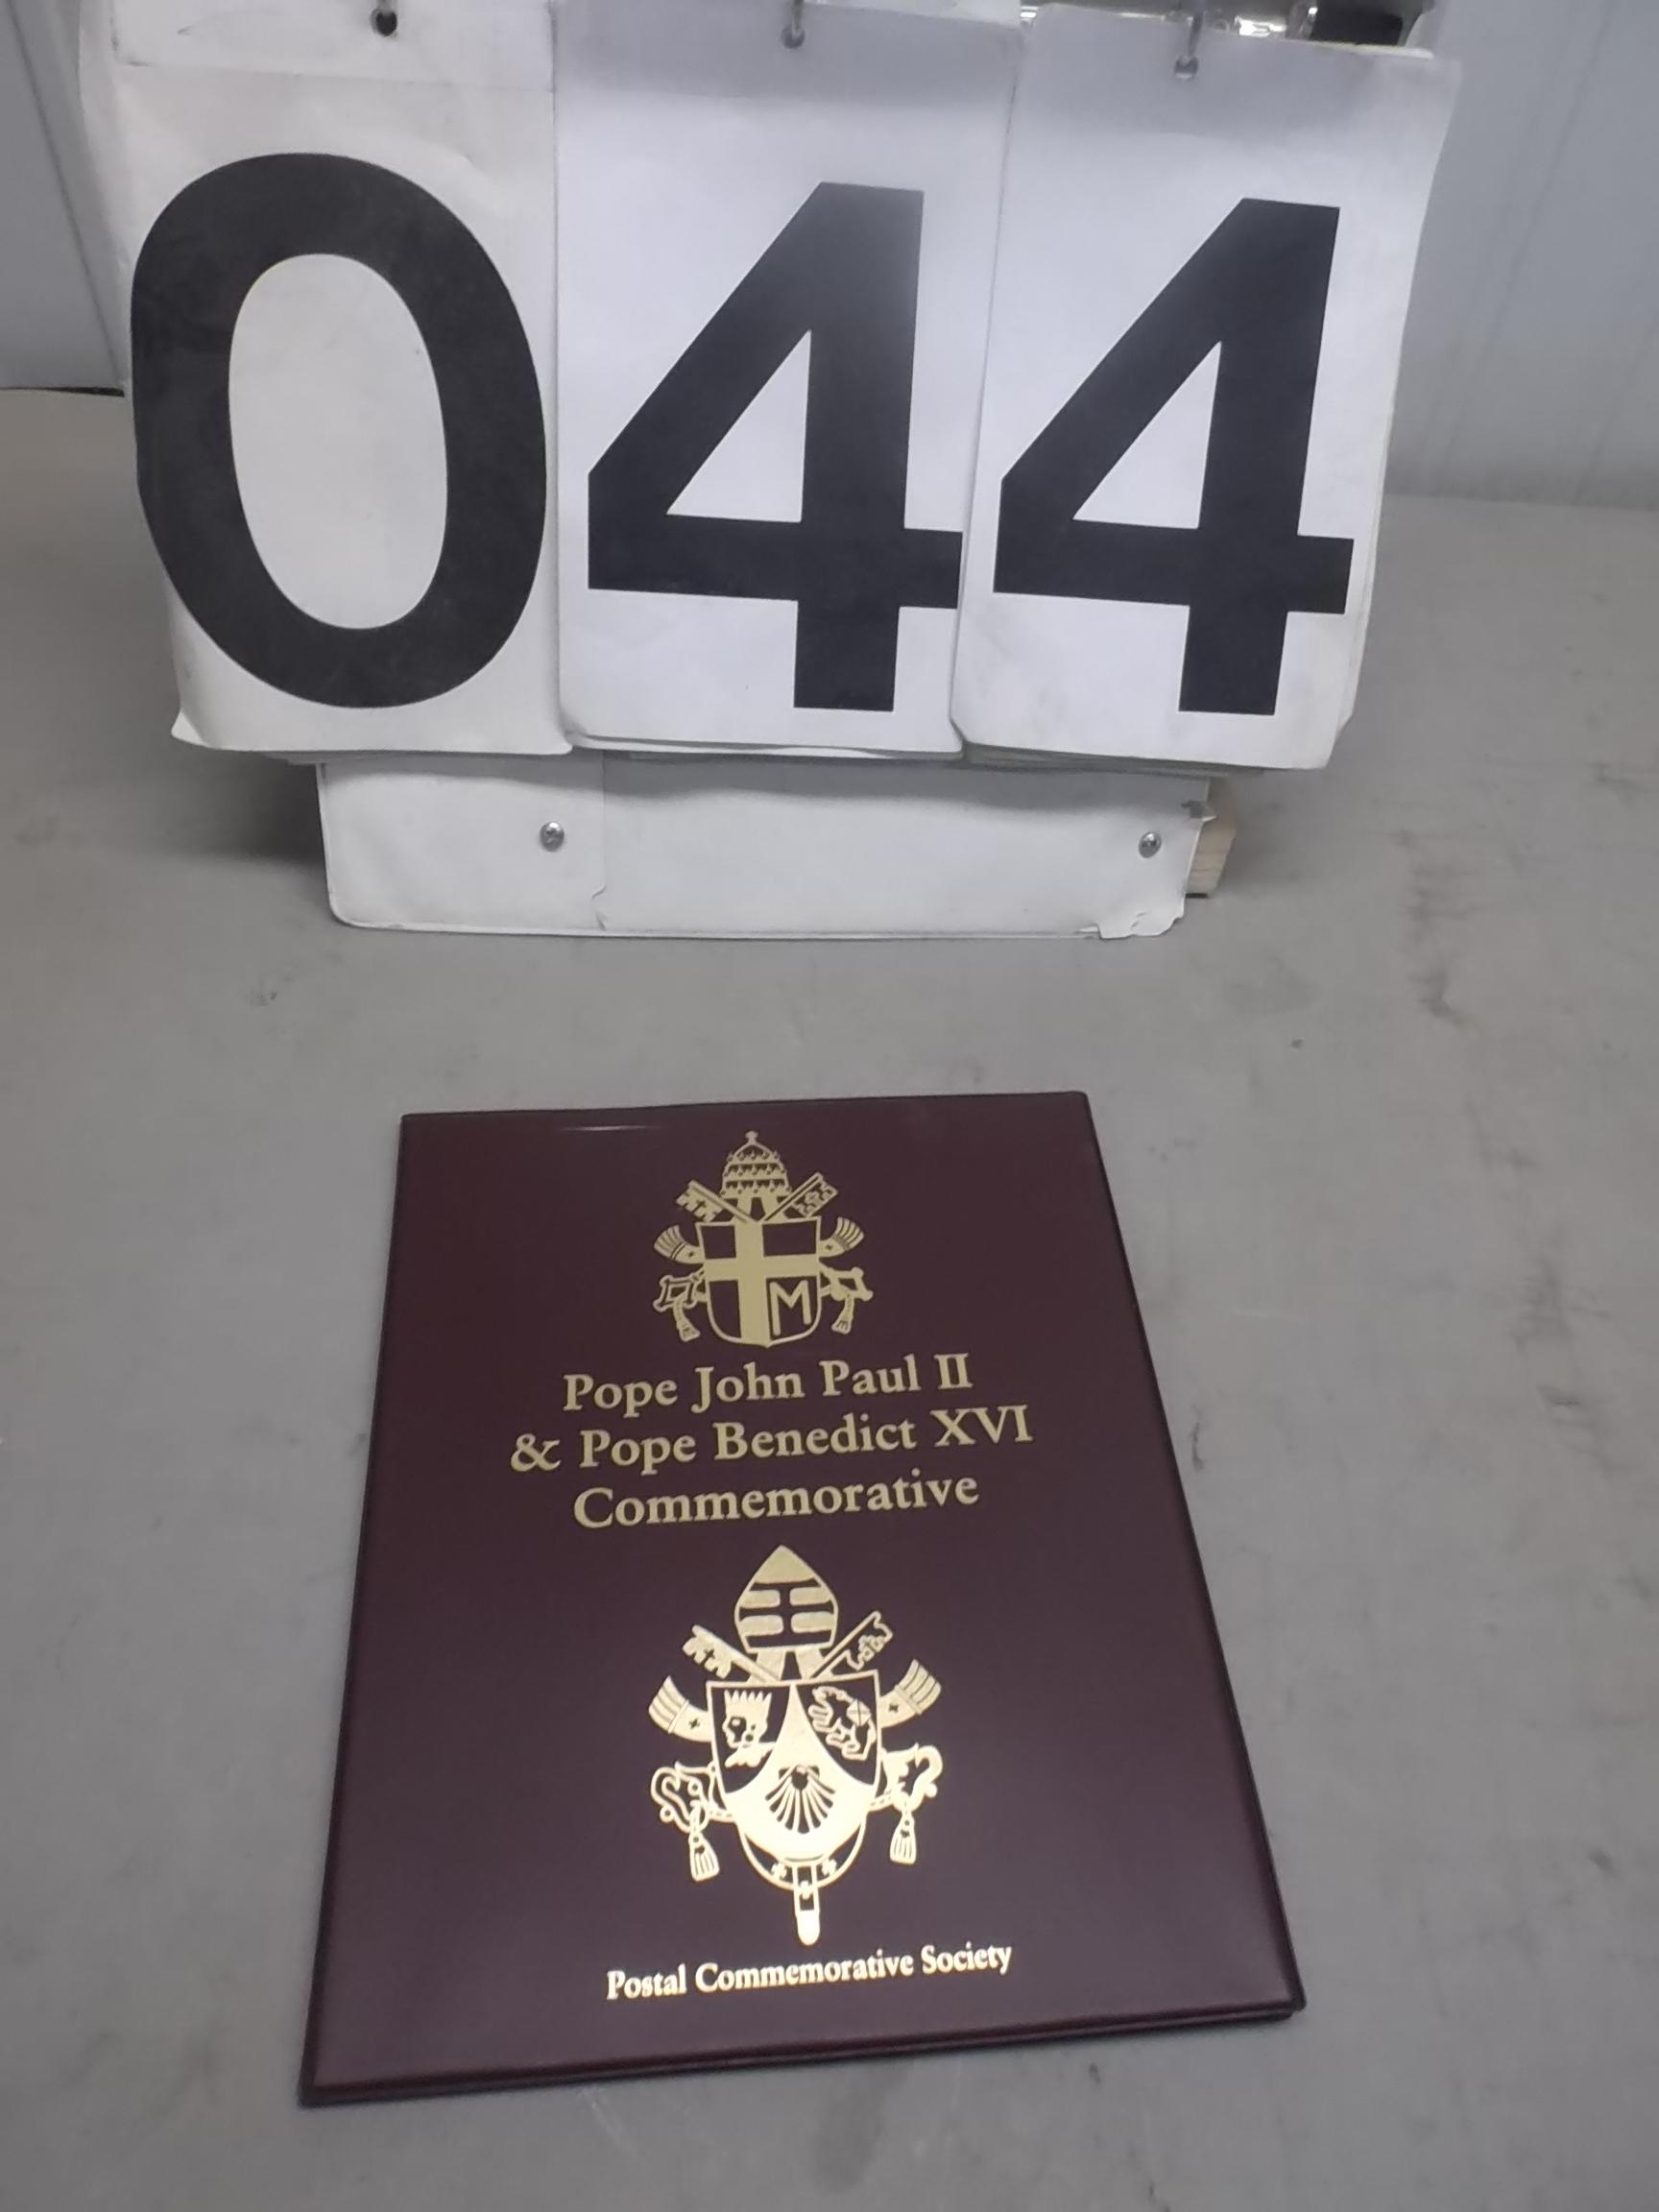 044
M
Pope John Paul II
& Pope Benedict XVI
Commemorative
Postal Commemorative Society